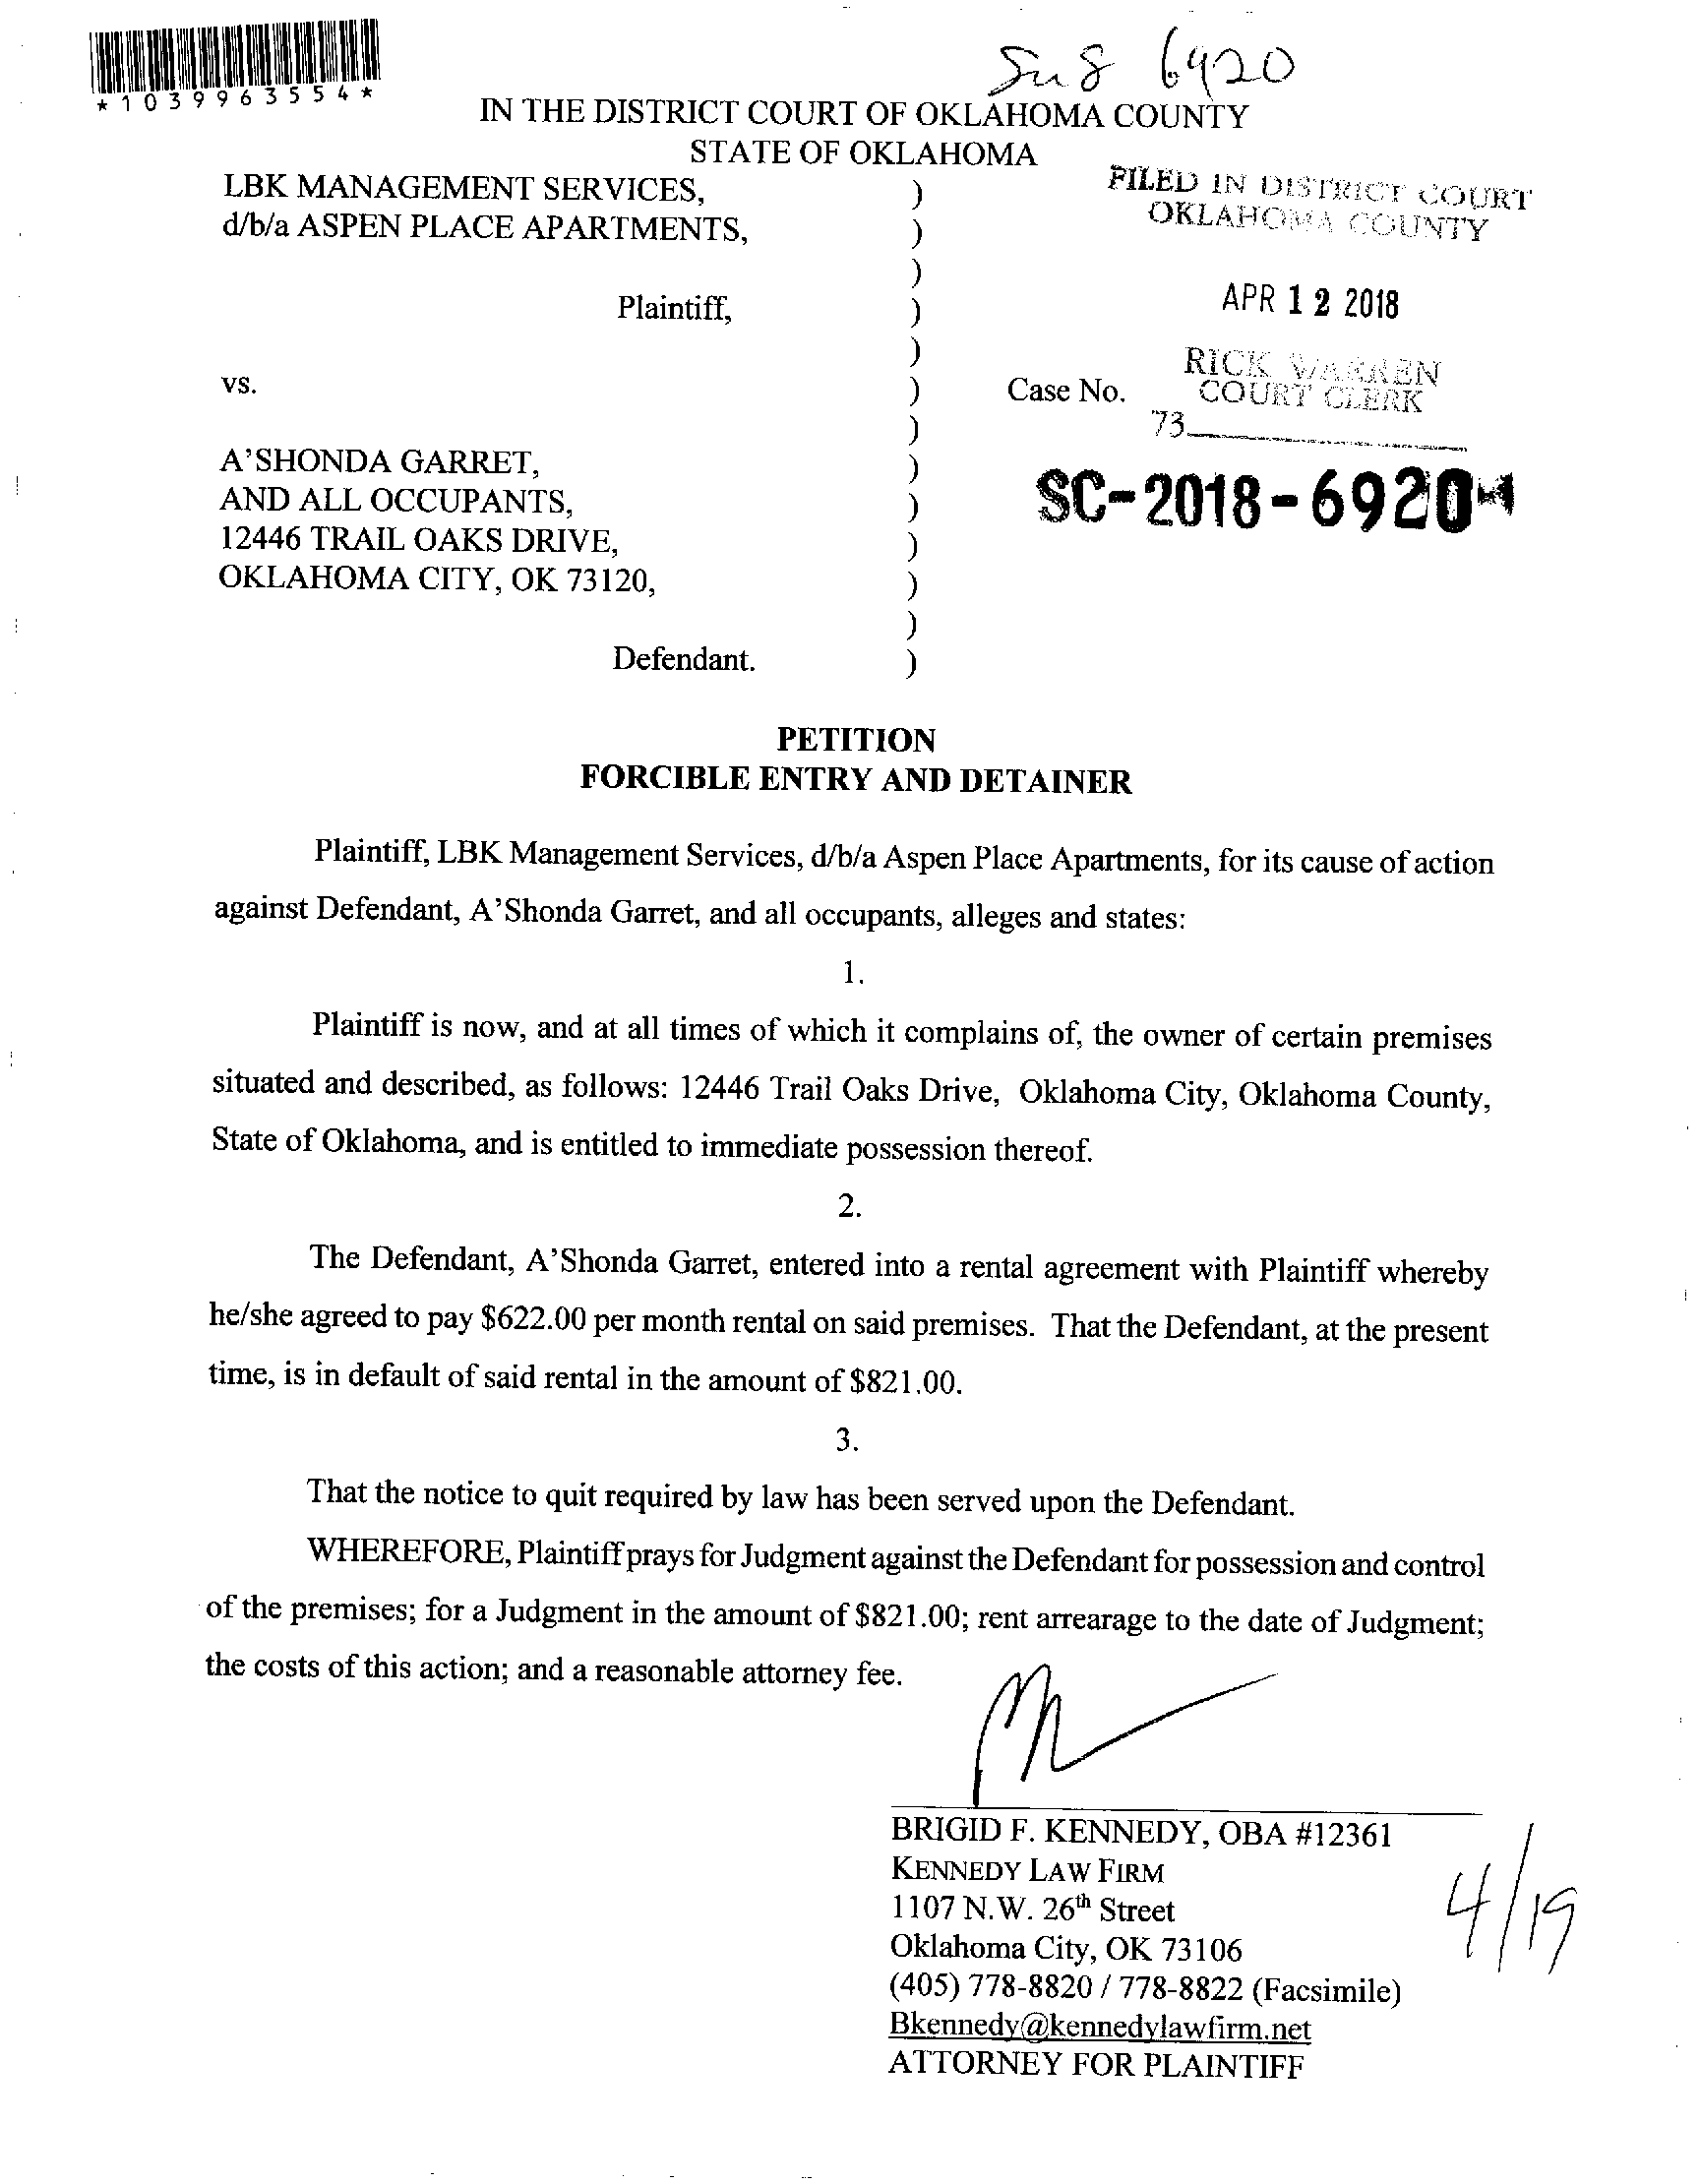 *1039963554*
6920
IN THE DISTRICT COURT OF OKLAHOMA COUNTY
STATE OF OKLAHOMA
LBK MANAGEMENT SERVICES, )
d/b/a ASPEN PLACE APARTMENTS, )
)
Plaintiff, )
)
vs. )
)
A'SHONDA GARRET, )
AND ALL OCCUPANTS, )
12446 TRAIL OAKS DRIVE, )
OKLAHOMA CITY, OK 73120, )
)
Defendant. )
FILED IN DISTRICT COURT
OKLAHOMA COUNTY
APR 12 2018
RICK WARREN
COURT CLERK
Case No.
73
SC-2018-6920
PETITION
FORCIBLE ENTRY AND DETAINER
Plaintiff, LBK Management Services, d/b/a Aspen Place Apartments, for its cause of action
against Defendant, A'Shonda Garret, and all occupants, alleges and states:
1.
Plaintiff is now, and at all times of which it complains of, the owner of certain premises
situated and described, as follows: 12446 Trail Oaks Drive, Oklahoma City, Oklahoma County,
State of Oklahoma, and is entitled to immediate possession thereof.
2.
The Defendant, A'Shonda Garret, entered into a rental agreement with Plaintiff whereby
he/she agreed to pay $622.00 per month rental on said premises. That the Defendant, at the present
time, is in default of said rental in the amount of $821.00.
3.
That the notice to quit required by law has been served upon the Defendant.
WHEREFORE, Plaintiff prays for Judgment against the Defendant for possession and control
of the premises; for a Judgment in the amount of $821.00; rent arrearage to the date of Judgment;
the costs of this action; and a reasonable attorney fee.
BRIGID F. KENNEDY, OBA #12361
KENNEDY LAW FIRM
1107 N.W. 26th Street
Oklahoma City, OK 73106
(405) 778-8820 / 778-8822 (Facsimile)
Bkennedy@kennedylawfirm.net
ATTORNEY FOR PLAINTIFF
4/19